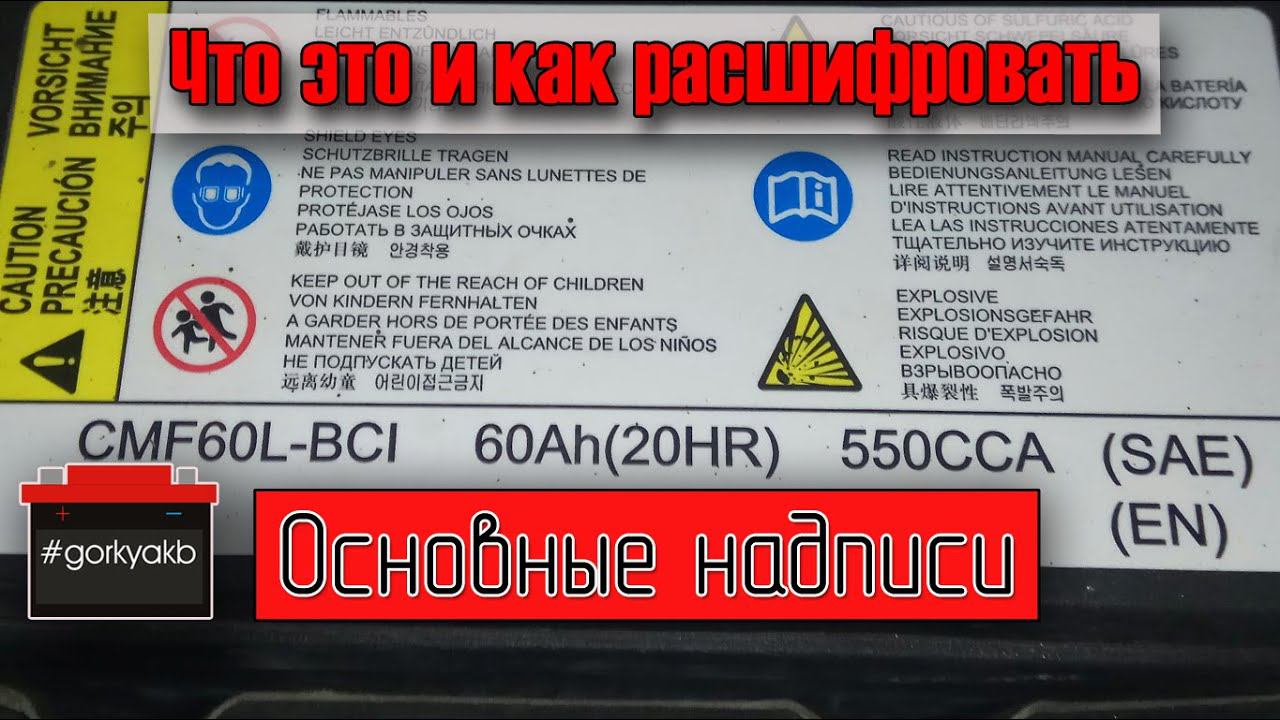 Что это и как расшифровать
CAUTION VORSICHT
PRECAUCIÓN ВНИМАНИЕ
注意 주의
FLAMMABLES
LEICHT ENTZÜNDLICH
CAUTIOUS OF SULFURIC ACID
VORSICHT SCHWEFELSÄURE
LA BATERÍA
КИСЛОТУ
SHIELD EYES
SCHUTZBRILLE TRAGEN
NE PAS MANIPULER SANS LUNETTES DE
PROTECTION
PROTÉJASE LOS OJOS
РАБОТАТЬ В ЗАЩИТНЫХ ОЧКАХ
戴护目镜 안경착용
READ INSTRUCTION MANUAL CAREFULLY
BEDIENUNGSANLEITUNG LESEN
LIRE ATTENTIVEMENT LE MANUEL
D'INSTRUCTIONS AVANT UTILISATION
LEA LAS INSTRUCCIONES ATENTAMENTE
ТЩАТЕЛЬНО ИЗУЧИТЕ ИНСТРУКЦИЮ
详阅说明 설명서숙독
KEEP OUT OF THE REACH OF CHILDREN
VON KINDERN FERNHALTEN
A GARDER HORS DE PORTÉE DES ENFANTS
MANTENER FUERA DEL ALCANCE DE LOS NIÑOS
НЕ ПОДПУСКАТЬ ДЕТЕЙ
远离幼童 어린이접근금지
EXPLOSIVE
EXPLOSIONSGEFAHR
RISQUE D'EXPLOSION
EXPLOSIVO
ВЗРЫВООПАСНО
具爆裂性 폭발주의
CMF60L-BCI 60Ah(20HR) 550CCA (SAE)
(EN)
+ −
#gorkyakb
Основные надписи